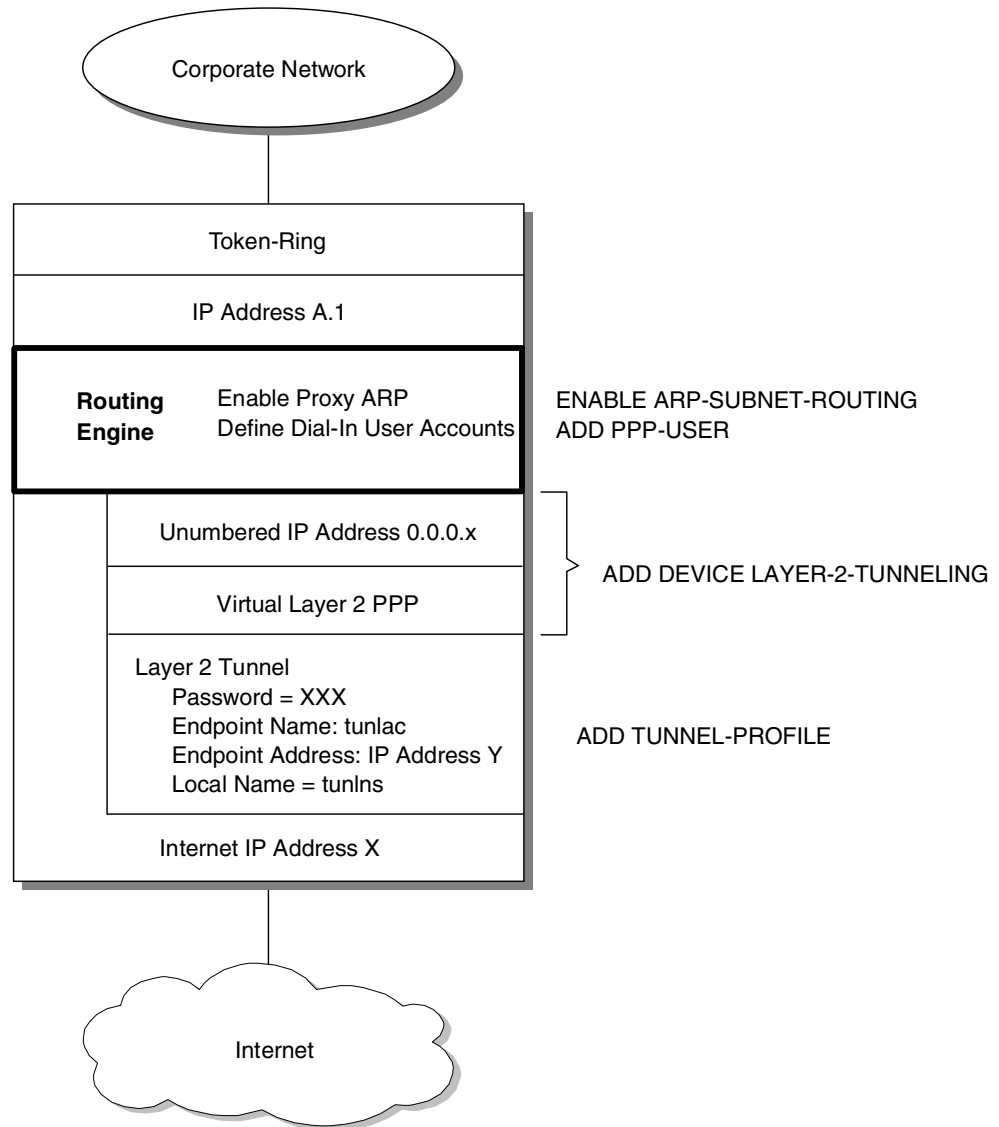 Corporate Network
Token-Ring
IP Address A.1
Routing
Engine
Enable Proxy ARP
Define Dial-In User Accounts
ENABLE ARP-SUBNET-ROUTING
ADD PPP-USER
Unumbered IP Address 0.0.0.x
Virtual Layer 2 PPP
ADD DEVICE LAYER-2-TUNNELING
Layer 2 Tunnel
Password = XXX
Endpoint Name: tunlac
Endpoint Address: IP Address Y
Local Name = tunlns
ADD TUNNEL-PROFILE
Internet IP Address X
Internet